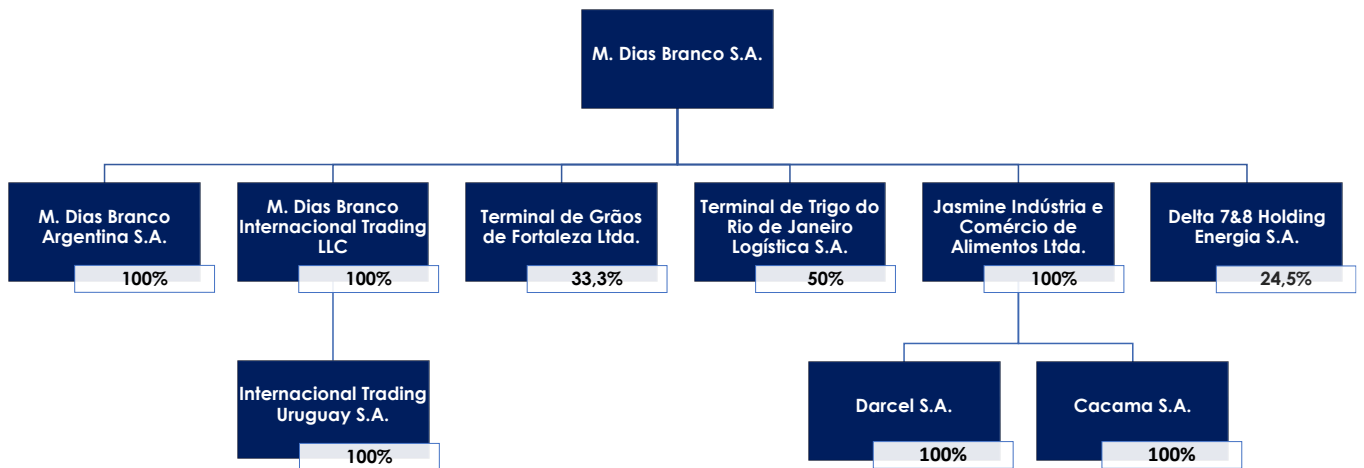 M. Dias Branco S.A.
M. Dias Branco
Argentina S.A.
100%
M. Dias Branco
Internacional Trading
LLC
100%
Terminal de Grãos
de Fortaleza Ltda.
33,3%
Terminal de Trigo do
Rio de Janeiro
Logística S.A.
50%
Jasmine Indústria e
Comércio de
Alimentos Ltda.
100%
Delta 7&8 Holding
Energia S.A.
24,5%
Internacional Trading
Uruguay S.A.
100%
Darcel S.A.
100%
Cacama S.A.
100%